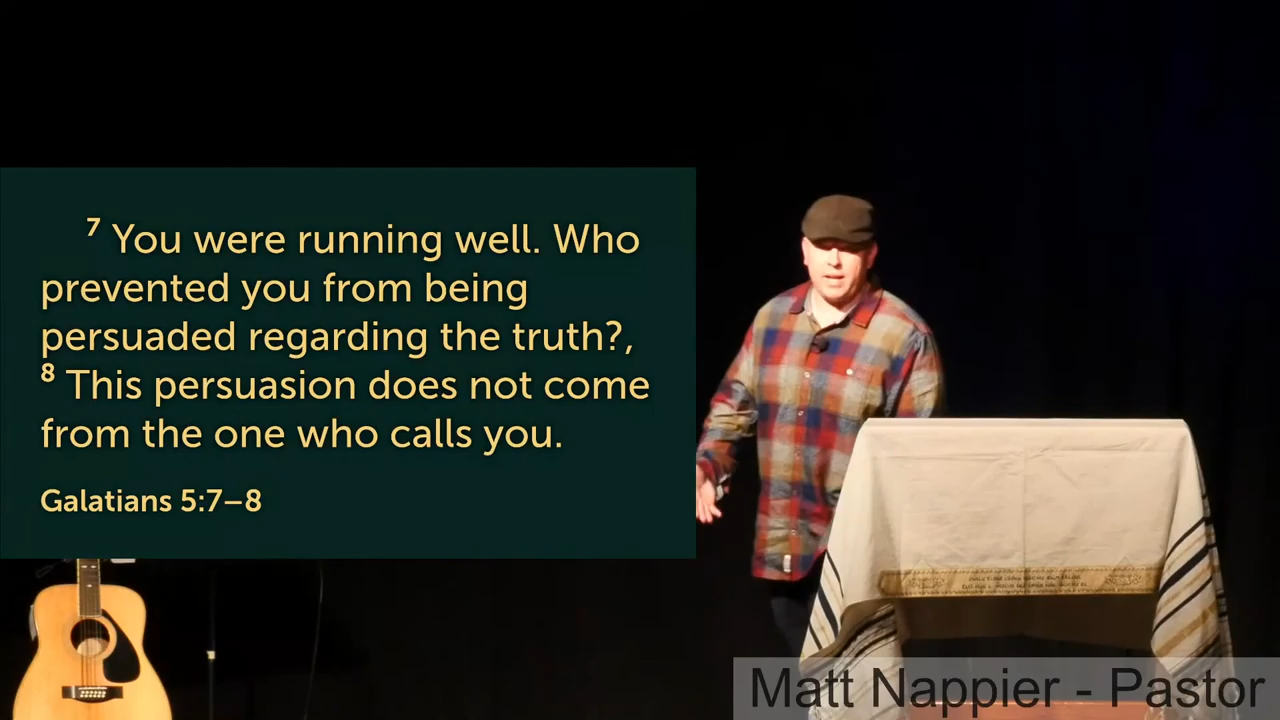 ⁷ You were running well. Who
prevented you from being
persuaded regarding the truth?,
⁸ This persuasion does not come
from the one who calls you.
Galatians 5:7–8
Matt Nappier - Pastor